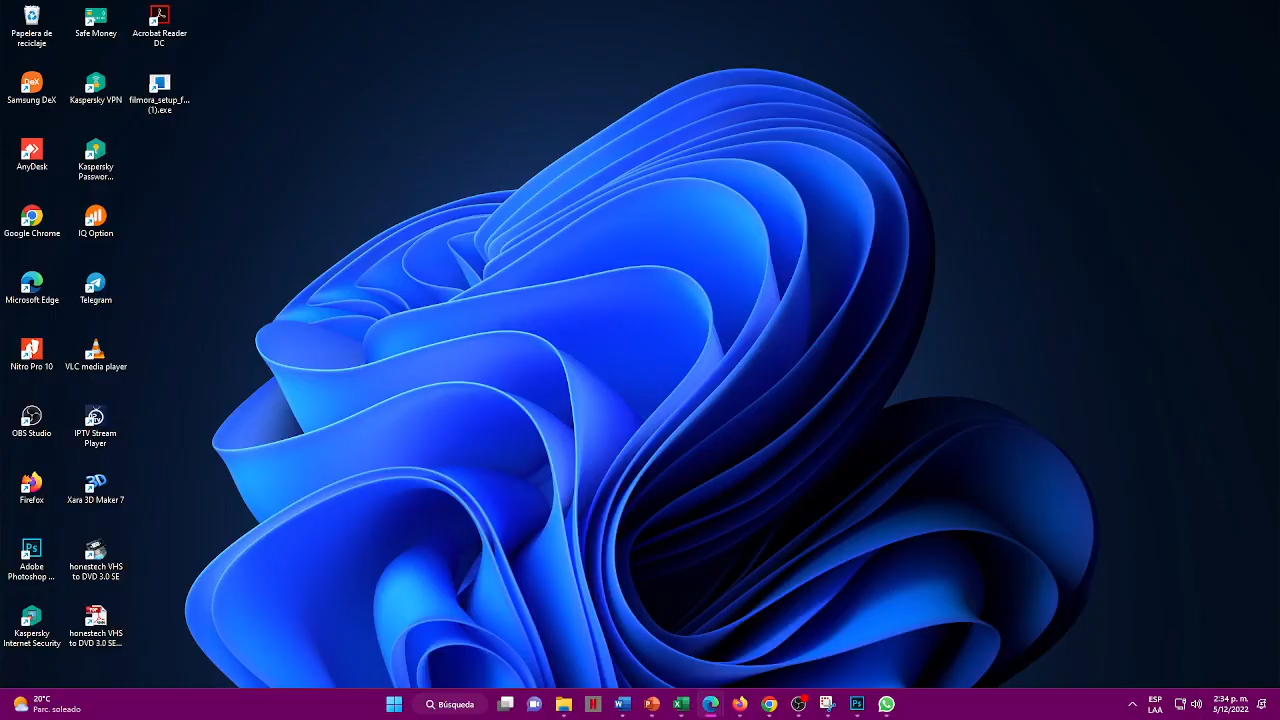 Papelera de
reciclaje
Safe Money
Acrobat Reader
DC
Samsung DeX
Kaspersky VPN
filmora_setup_f...
(1).exe
AnyDesk
Kaspersky
Passwor...
Google Chrome
IQ Option
Microsoft Edge
Telegram
Nitro Pro 10
VLC media player
OBS Studio
IPTV Stream
Player
Firefox
Xara 3D Maker 7
Adobe
Photoshop ...
honestech VHS
to DVD 3.0 SE
Kaspersky
Internet Security
honestech VHS
to DVD 3.0 SE...
20°C
Parc. soleado
Búsqueda
ESP
LAA
2:34 p. m.
5/12/2022